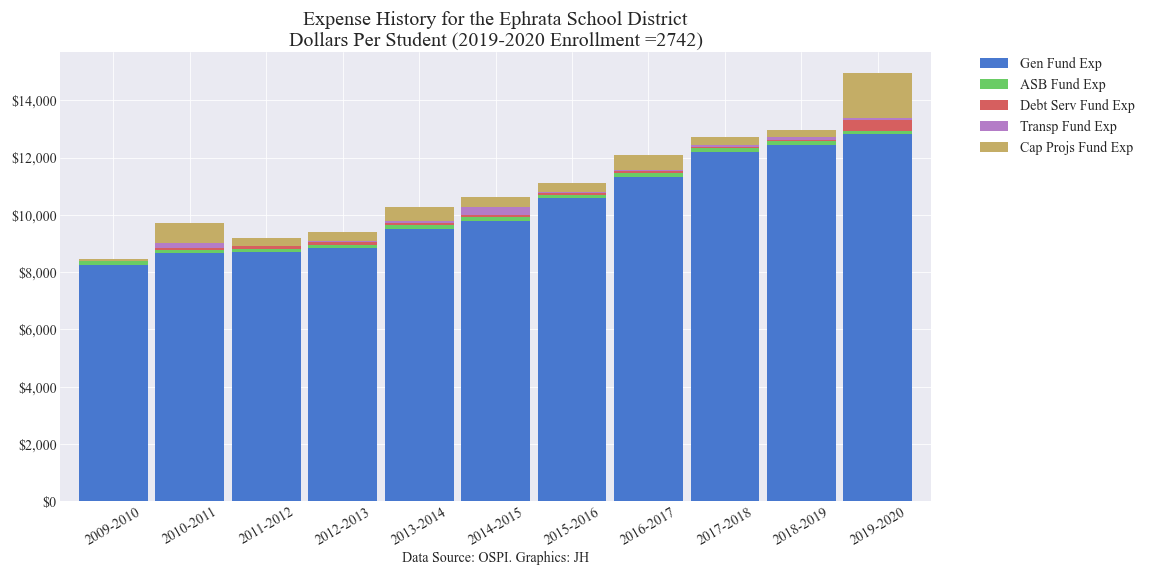 Expense History for the Ephrata School District
Dollars Per Student (2019-2020 Enrollment =2742)
Gen Fund Exp
ASB Fund Exp
Debt Serv Fund Exp
Transp Fund Exp
Cap Projs Fund Exp
$14,000
$12,000
$10,000
$8,000
$6,000
$4,000
$2,000
$0
2009-2010
2010-2011
2011-2012
2012-2013
2013-2014
2014-2015
2015-2016
2016-2017
2017-2018
2018-2019
2019-2020
Data Source: OSPI. Graphics: JH